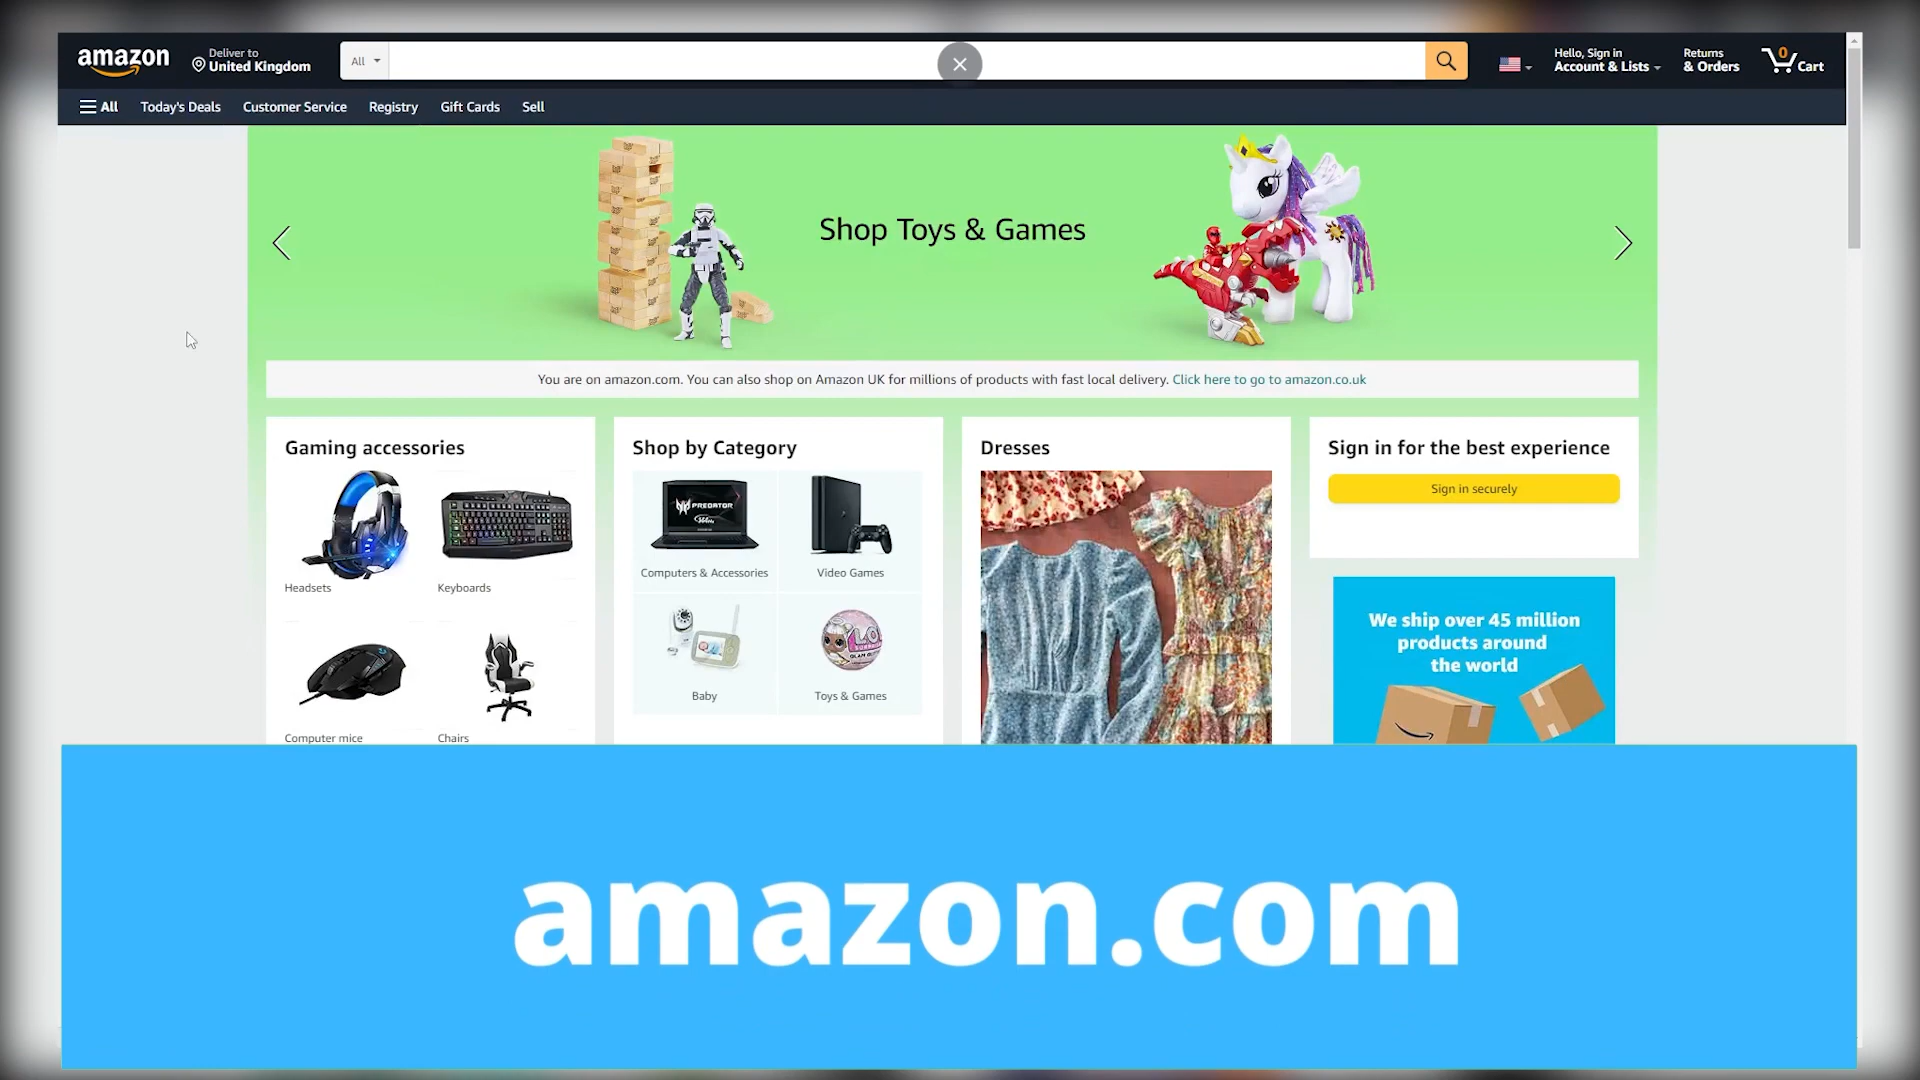 amazon
Deliver to
United Kingdom
All
Hello, Sign in
Account & Lists
Returns
& Orders
0
Cart
All
Today's Deals
Customer Service
Registry
Gift Cards
Sell
Shop Toys & Games
You are on amazon.com. You can also shop on Amazon UK for millions of products with fast local delivery. Click here to go to amazon.co.uk
Gaming accessories
Headsets
Keyboards
Computer mice
Chairs
Shop by Category
PREDATOR
Computers & Accessories
Video Games
Baby
Toys & Games
Dresses
Sign in for the best experience
Sign in securely
We ship over 45 million
products around
the world
amazon.com